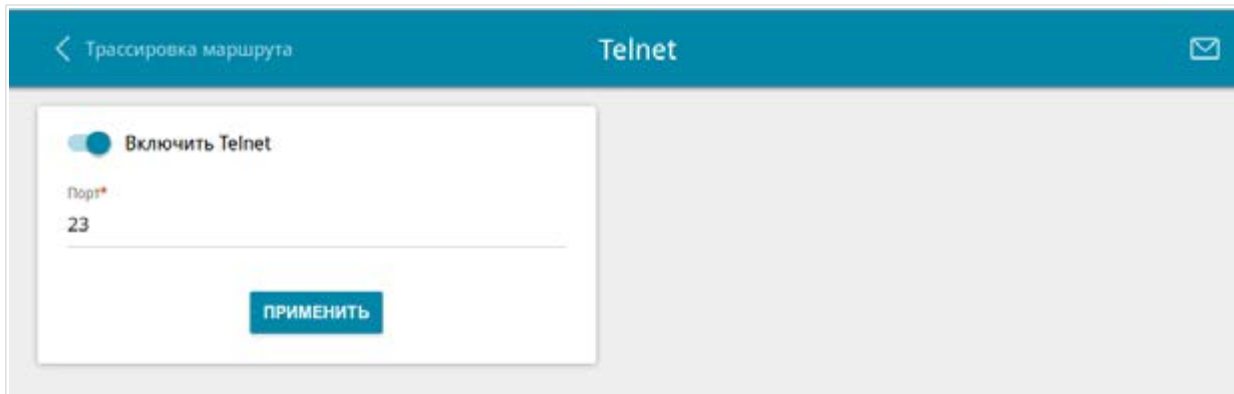 Трассировка маршрута
Telnet
Включить Telnet
Порт*
23
ПРИМЕНИТЬ